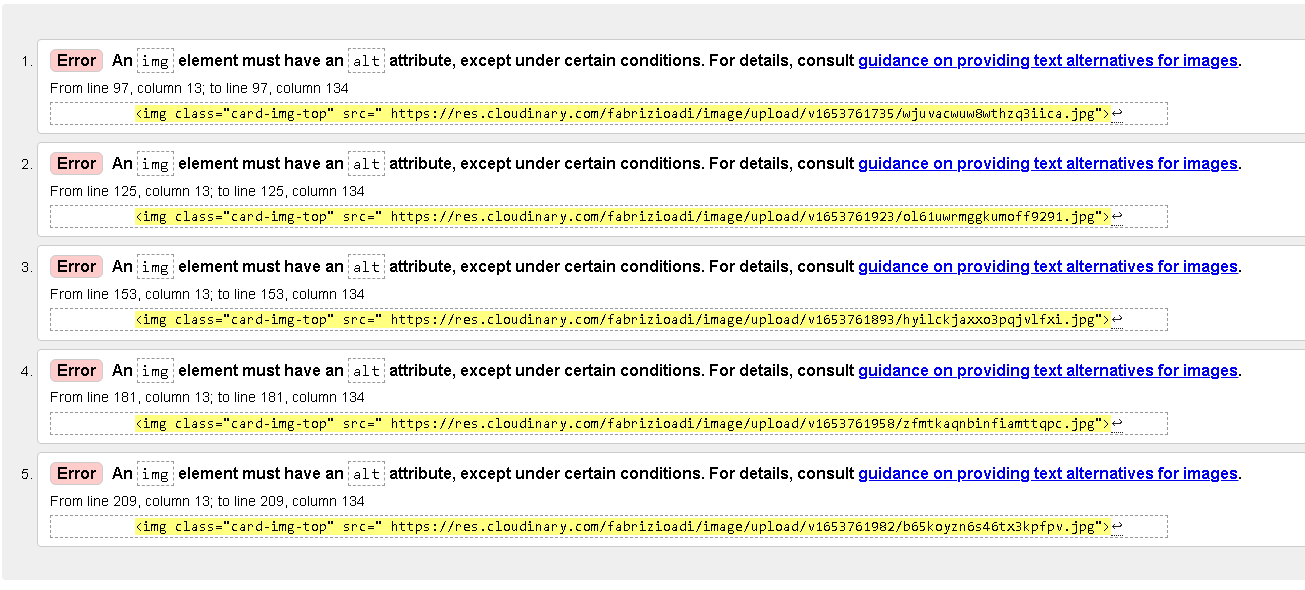 1. Error An img element must have an alt attribute, except under certain conditions. For details, consult guidance on providing text alternatives for images.
From line 97, column 13; to line 97, column 134
<img class="card-img-top" src=" https://res.cloudinary.com/fabrizioadi/image/upload/v1653761735/wjuvacwuw8wthzq3iica.jpg">↩
2. Error An img element must have an alt attribute, except under certain conditions. For details, consult guidance on providing text alternatives for images.
From line 125, column 13; to line 125, column 134
<img class="card-img-top" src=" https://res.cloudinary.com/fabrizioadi/image/upload/v1653761923/ol61uwrmggkumoff9291.jpg">↩
3. Error An img element must have an alt attribute, except under certain conditions. For details, consult guidance on providing text alternatives for images.
From line 153, column 13; to line 153, column 134
<img class="card-img-top" src=" https://res.cloudinary.com/fabrizioadi/image/upload/v1653761893/hyilckjaxxo3pqjvlfxi.jpg">↩
4. Error An img element must have an alt attribute, except under certain conditions. For details, consult guidance on providing text alternatives for images.
From line 181, column 13; to line 181, column 134
<img class="card-img-top" src=" https://res.cloudinary.com/fabrizioadi/image/upload/v1653761958/zfmtkaqnbinfiamttqpc.jpg">↩
5. Error An img element must have an alt attribute, except under certain conditions. For details, consult guidance on providing text alternatives for images.
From line 209, column 13; to line 209, column 134
<img class="card-img-top" src=" https://res.cloudinary.com/fabrizioadi/image/upload/v1653761982/b65koyzn6s46tx3kpfpv.jpg">↩